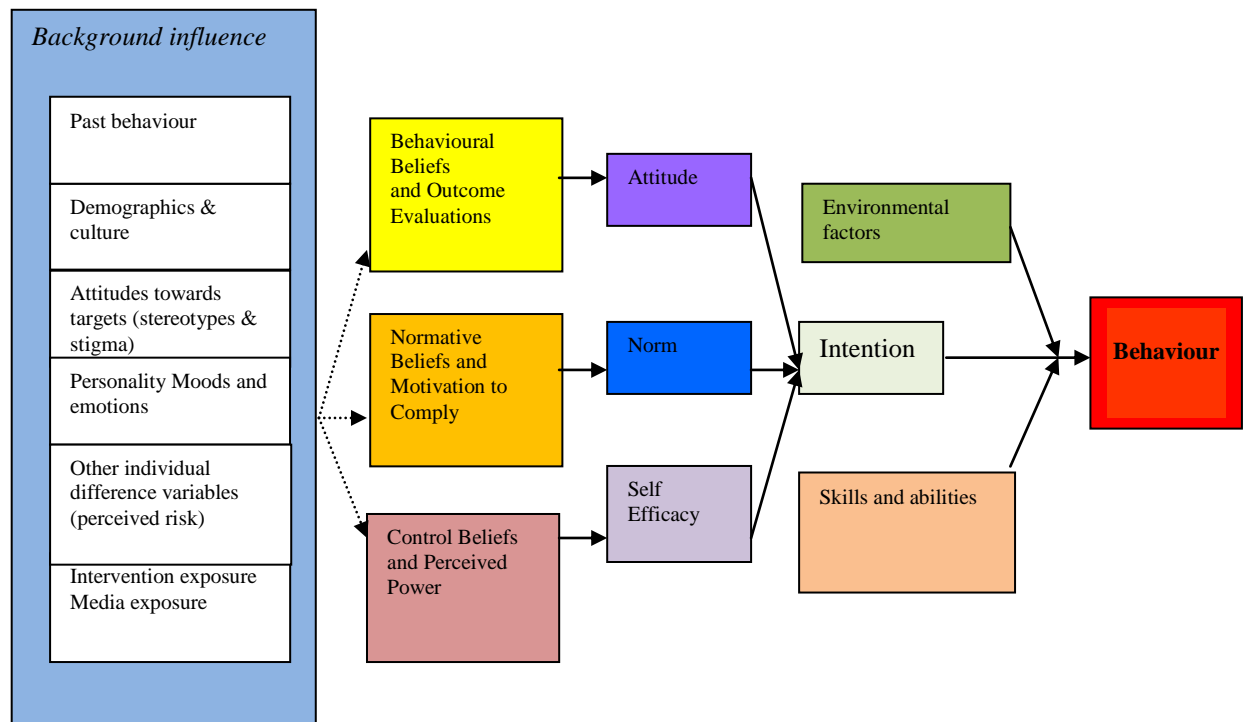 Background influence
Past behaviour
Demographics &
culture
Attitudes towards
targets (stereotypes &
stigma)
Personality Moods and
emotions
Other individual
difference variables
(perceived risk)
Intervention exposure
Media exposure
Behavioural
Beliefs
and Outcome
Evaluations
Normative
Beliefs and
Motivation to
Comply
Control Beliefs
and Perceived
Power
Attitude
Norm
Self
Efficacy
Environmental
factors
Intention
Skills and abilities
Behaviour